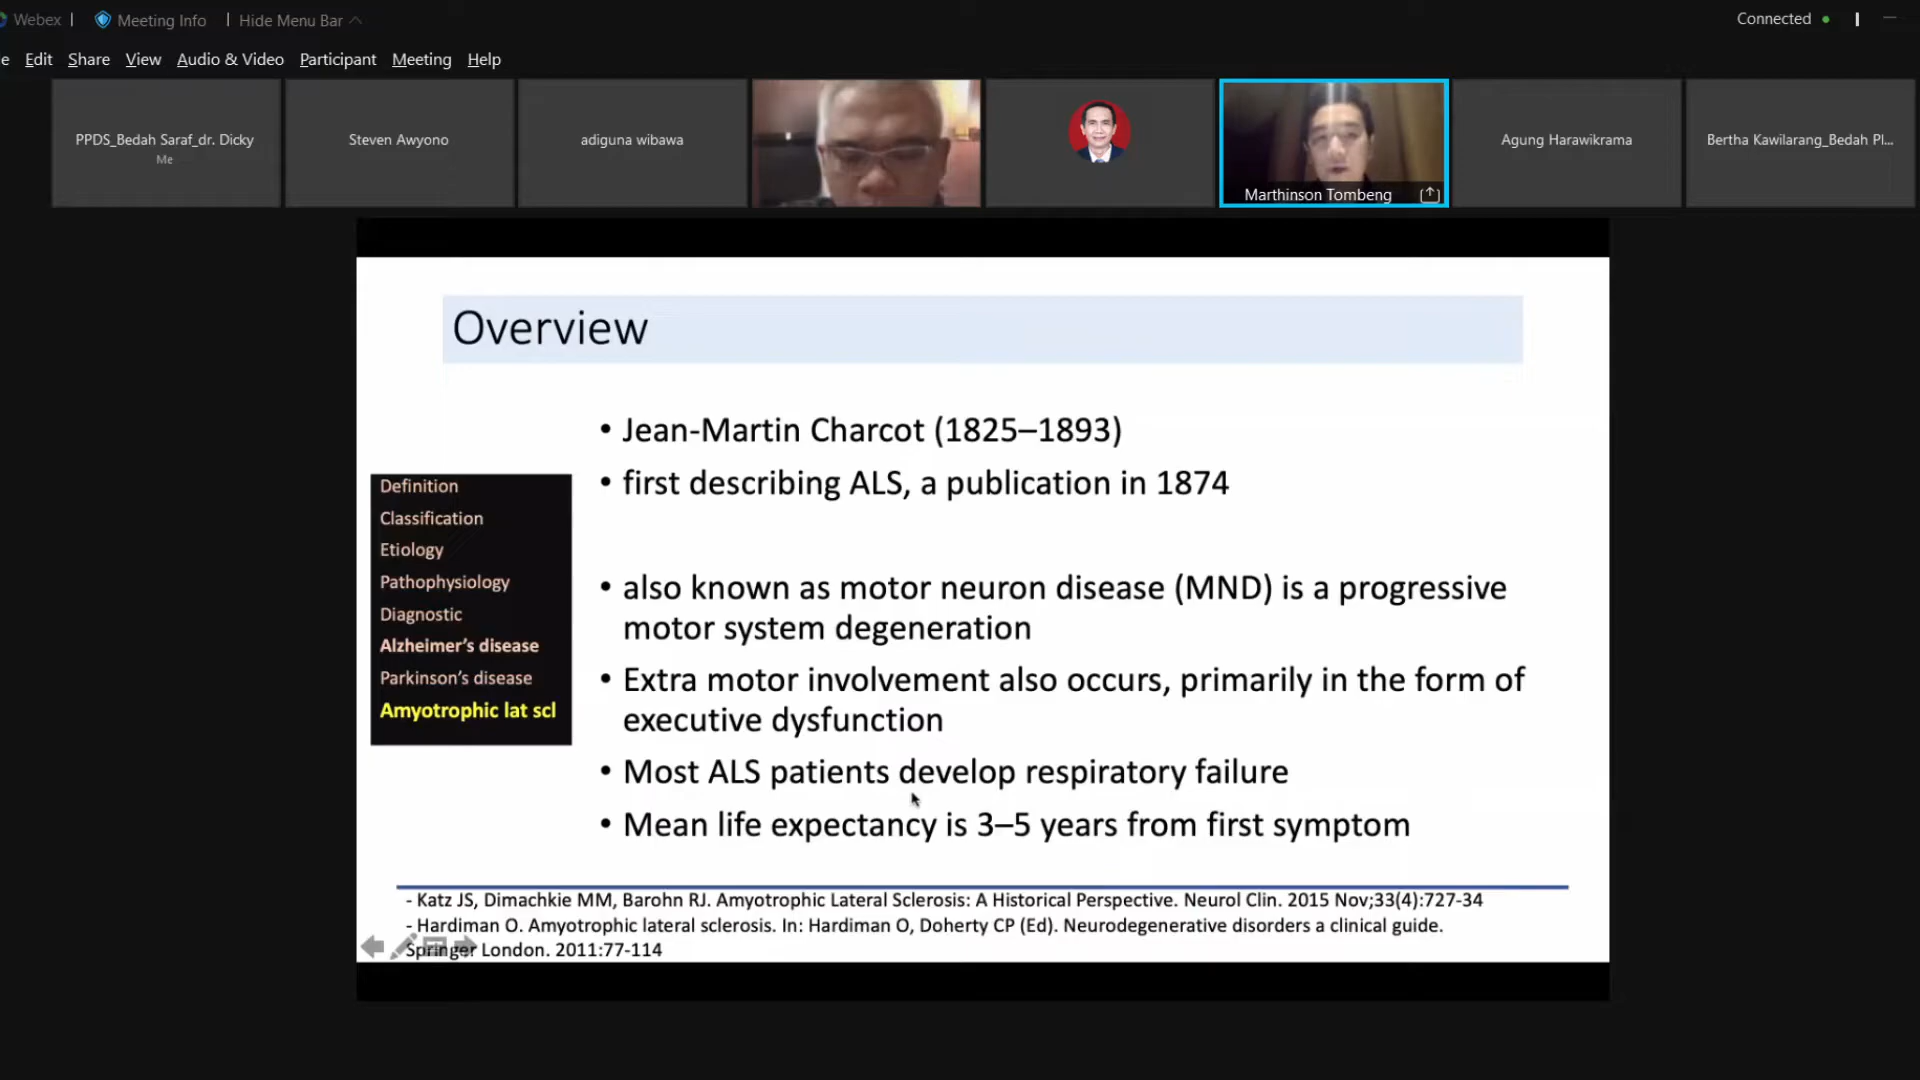 Webex
Meeting Info
Hide Menu Bar
Connected
Edit Share View Audio & Video Participant Meeting Help
PPDS_Bedah Saraf_dr. Dicky
Me
Steven Awyono
adiguna wibawa
Marthinson Tombeng
Agung Harawikrama
Bertha Kawilarang_Bedah Pl...
Overview
• Jean-Martin Charcot (1825–1893)
• first describing ALS, a publication in 1874
• also known as motor neuron disease (MND) is a progressive
motor system degeneration
• Extra motor involvement also occurs, primarily in the form of
executive dysfunction
• Most ALS patients develop respiratory failure
• Mean life expectancy is 3–5 years from first symptom
Definition
Classification
Etiology
Pathophysiology
Diagnostic
Alzheimer's disease
Parkinson's disease
Amyotrophic lat scl
- Katz JS, Dimachkie MM, Barohn RJ. Amyotrophic Lateral Sclerosis: A Historical Perspective. Neurol Clin. 2015 Nov;33(4):727-34
- Hardiman O. Amyotrophic lateral sclerosis. In: Hardiman O, Doherty CP (Ed). Neurodegenerative disorders a clinical guide.
Springer London. 2011:77-114